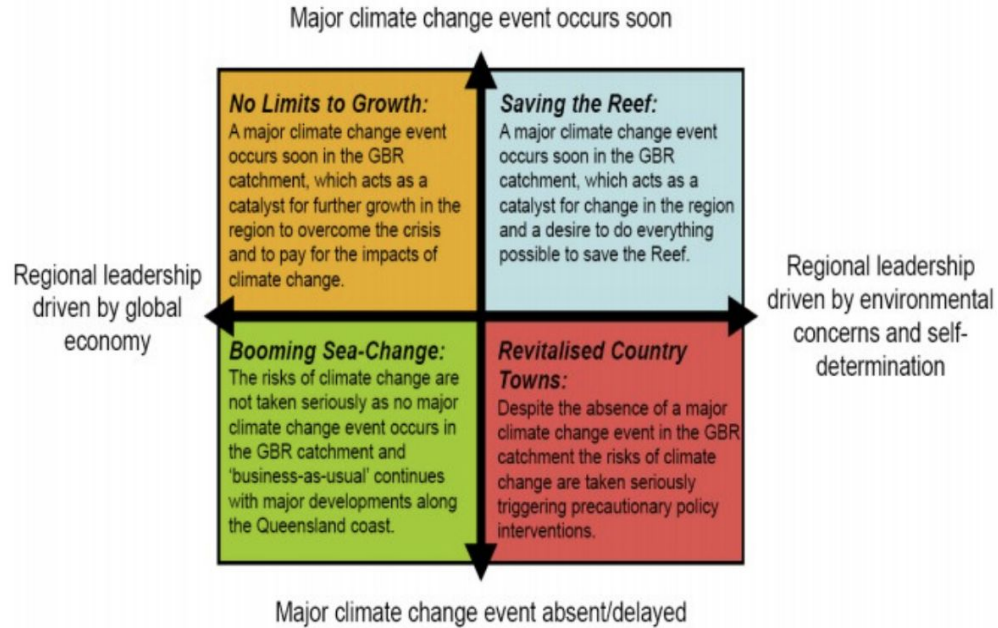 Major climate change event occurs soon
No Limits to Growth:
A major climate change event
occurs soon in the GBR
catchment, which acts as a
catalyst for further growth in the
region to overcome the crisis
and to pay for the impacts of
climate change.
Saving the Reef:
A major climate change event
occurs soon in the GBR
catchment, which acts as a
catalyst for change in the region
and a desire to do everything
possible to save the Reef.
Regional leadership
driven by global
economy
Regional leadership
driven by environmental
concerns and self-
determination
Booming Sea-Change:
The risks of climate change are
not taken seriously as no major
climate change event occurs in
the GBR catchment and
‘business-as-usual’ continues
with major developments along
the Queensland coast.
Revitalised Country
Towns:
Despite the absence of a major
climate change event in the GBR
catchment the risks of climate
change are taken seriously
triggering precautionary policy
interventions.
Major climate change event absent/delayed